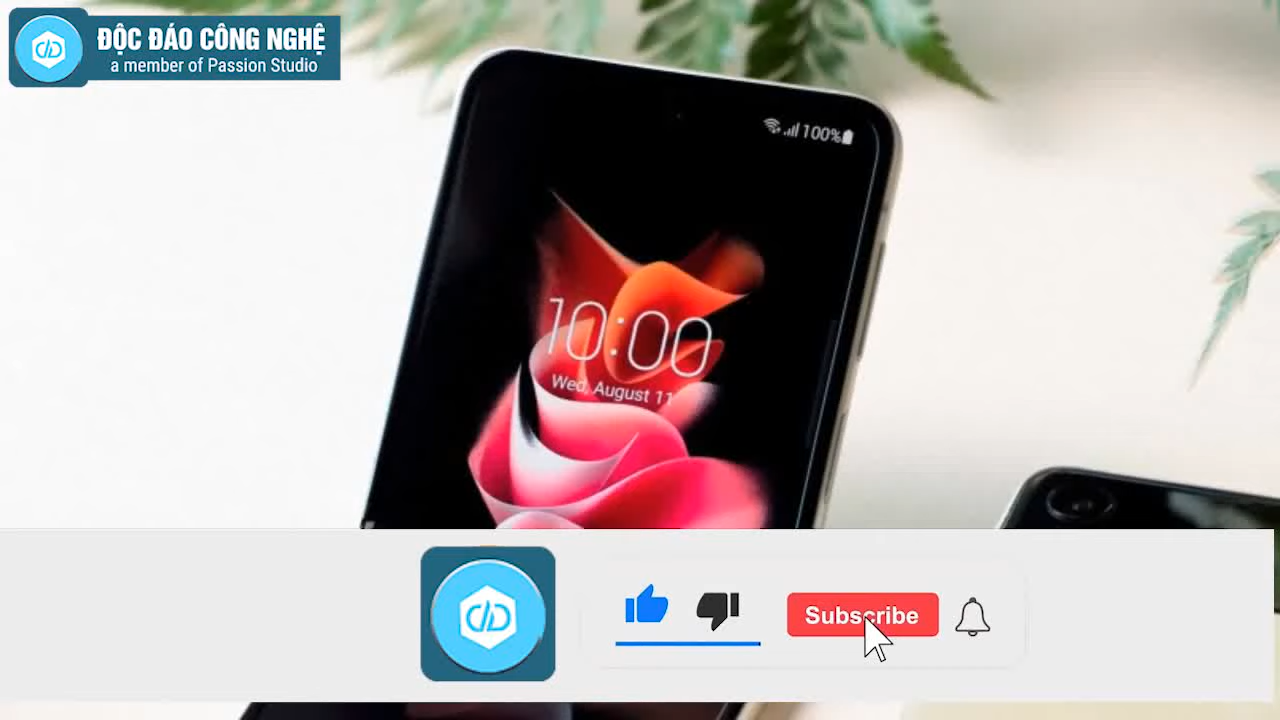 ĐỘC ĐÁO CÔNG NGHỆ
a member of Passion Studio
100%
10:00
Wed, August 11
Subscribe